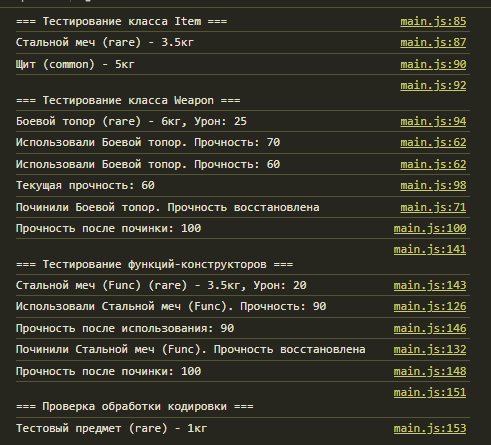 === Тестирование класса Item === main.js:85
Стальной меч (rare) - 3.5кг main.js:87
Щит (common) - 5кг main.js:90
main.js:92
=== Тестирование класса Weapon ===
Боевой топор (rare) - 6кг, Урон: 25 main.js:94
Использовали Боевой топор. Прочность: 70 main.js:62
Использовали Боевой топор. Прочность: 60 main.js:62
Текущая прочность: 60 main.js:98
Починили Боевой топор. Прочность восстановлена main.js:71
Прочность после починки: 100 main.js:100
main.js:141
=== Тестирование функций-конструкторов ===
Стальной меч (Func) (rare) - 3.5кг, Урон: 20 main.js:143
Использовали Стальной меч (Func). Прочность: 90 main.js:126
Прочность после использования: 90 main.js:146
Починили Стальной меч (Func). Прочность восстановлена main.js:132
Прочность после починки: 100 main.js:148
main.js:151
=== Проверка обработки кодировки ===
Тестовый предмет (rare) - 1кг main.js:153